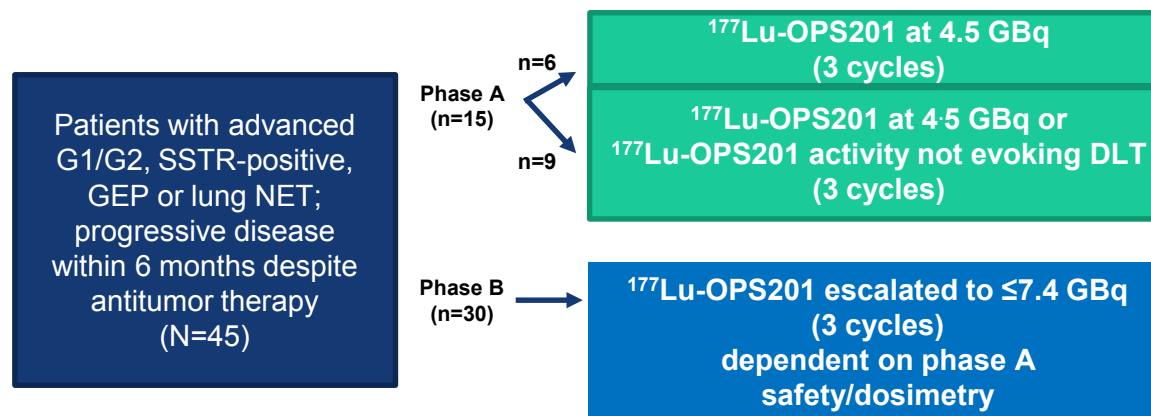 Patients with advanced
G1/G2, SSTR-positive,
GEP or lung NET;
progressive disease
within 6 months despite
antitumor therapy
(N=45)
Phase A
(n=15)
n=6
n=9
¹⁷⁷Lu-OPS201 at 4.5 GBq
(3 cycles)
¹⁷⁷Lu-OPS201 at 4·5 GBq or
¹⁷⁷Lu-OPS201 activity not evoking DLT
(3 cycles)
Phase B
(n=30)
¹⁷⁷Lu-OPS201 escalated to ≤7.4 GBq
(3 cycles)
dependent on phase A
safety/dosimetry